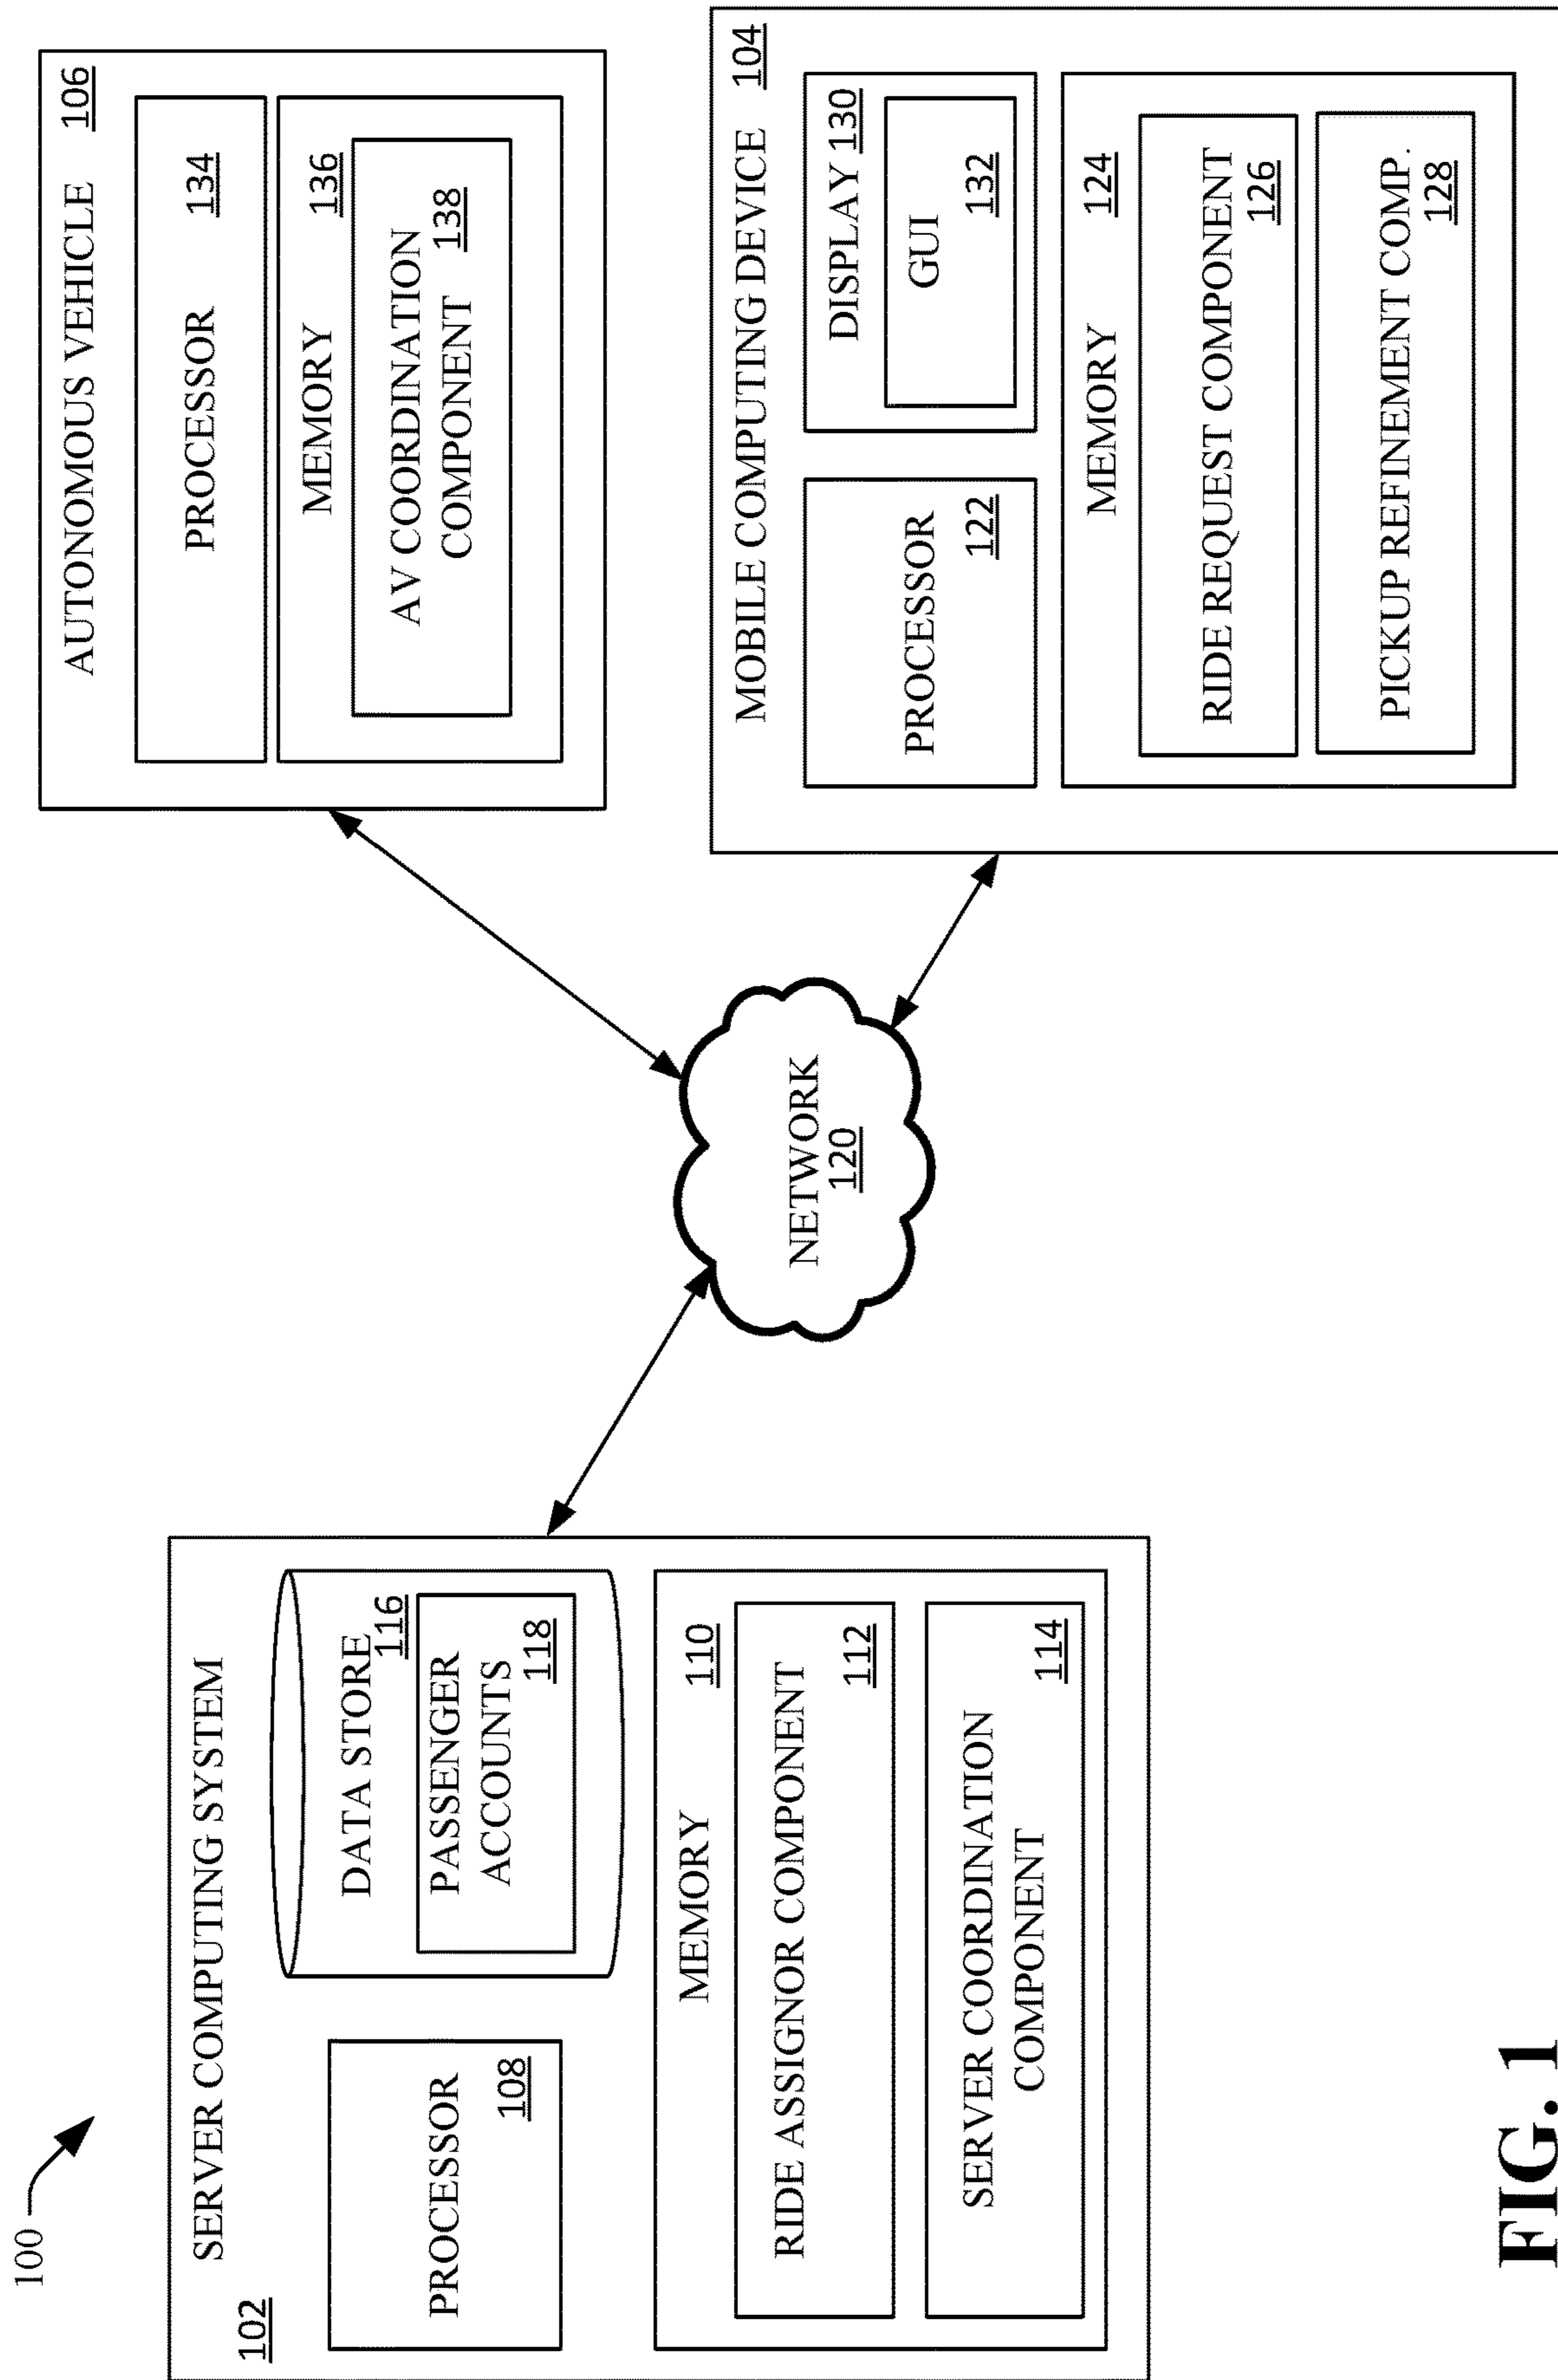 100
SERVER COMPUTING SYSTEM
102
PROCESSOR
108
DATA STORE
116
PASSENGER
ACCOUNTS
118
MEMORY
110
RIDE ASSIGNOR COMPONENT
112
SERVER COORDINATION
COMPONENT
114
NETWORK
120
AUTONOMOUS VEHICLE 106
PROCESSOR
134
MEMORY
136
AV COORDINATION
COMPONENT 138
MOBILE COMPUTING DEVICE 104
PROCESSOR
122
DISPLAY 130
GUI
132
MEMORY
124
RIDE REQUEST COMPONENT
126
PICKUP REFINEMENT COMP.
128
FIG. 1